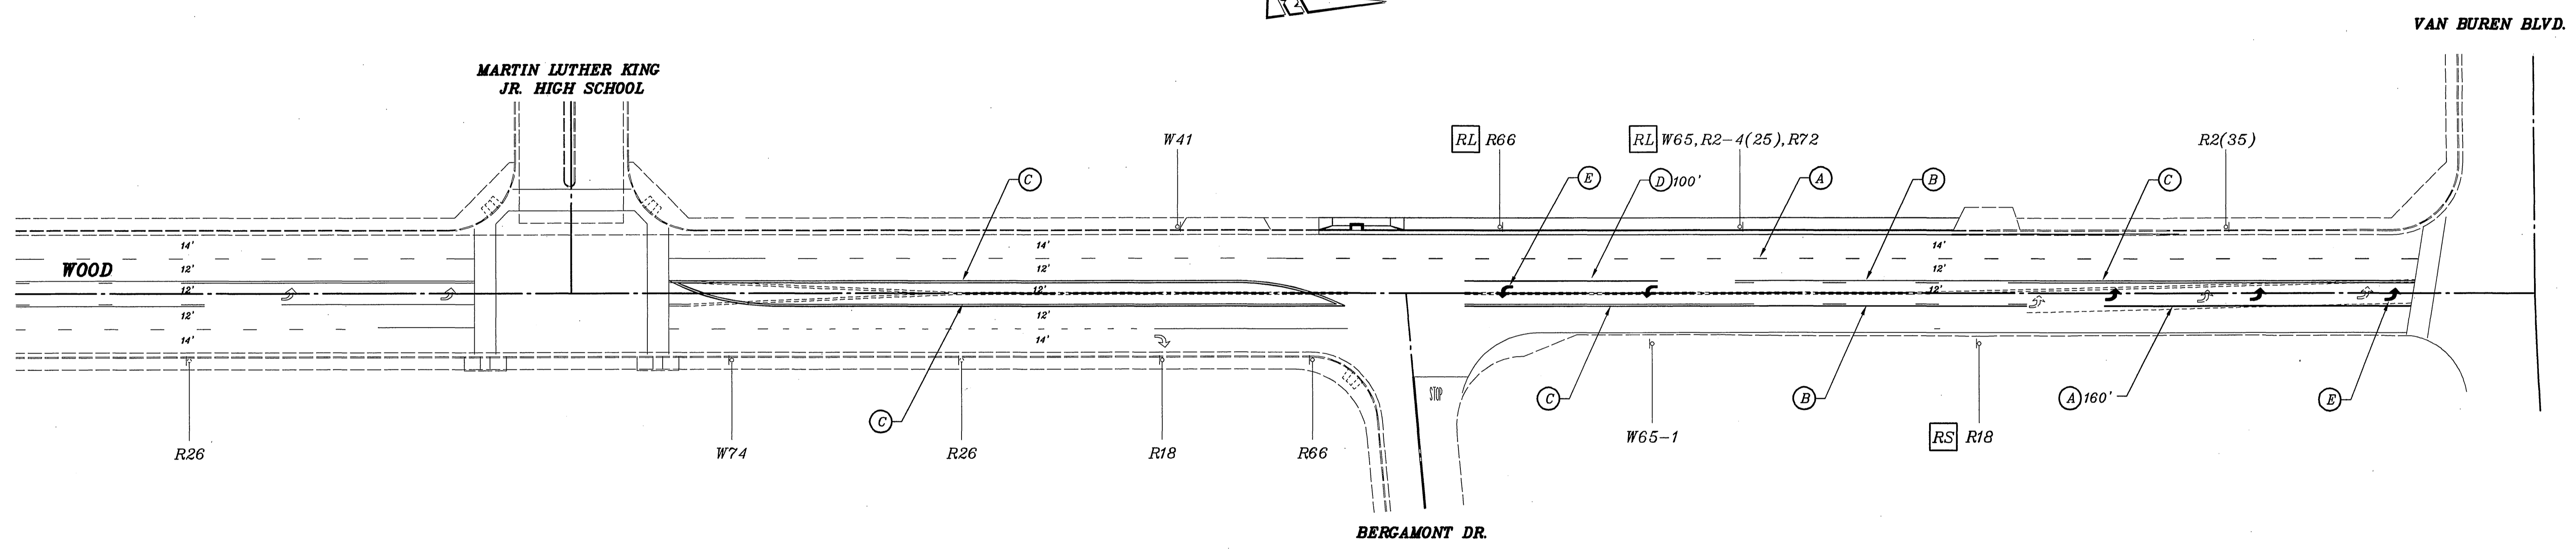 VAN BUREN BLVD.
MARTIN LUTHER KING
JR. HIGH SCHOOL
W41
RL R66
RL W65, R2-4(25), R72
R2(35)
C
E
D 100'
A
B
C
14'
14'
14'
WOOD
12'
12'
12'
12'
12'
12'
12'
12'
14'
14'
STOP
C
C
B
A 160'
E
R26
W74
R26
R18
R66
W65-1
RS R18
BERGAMONT DR.